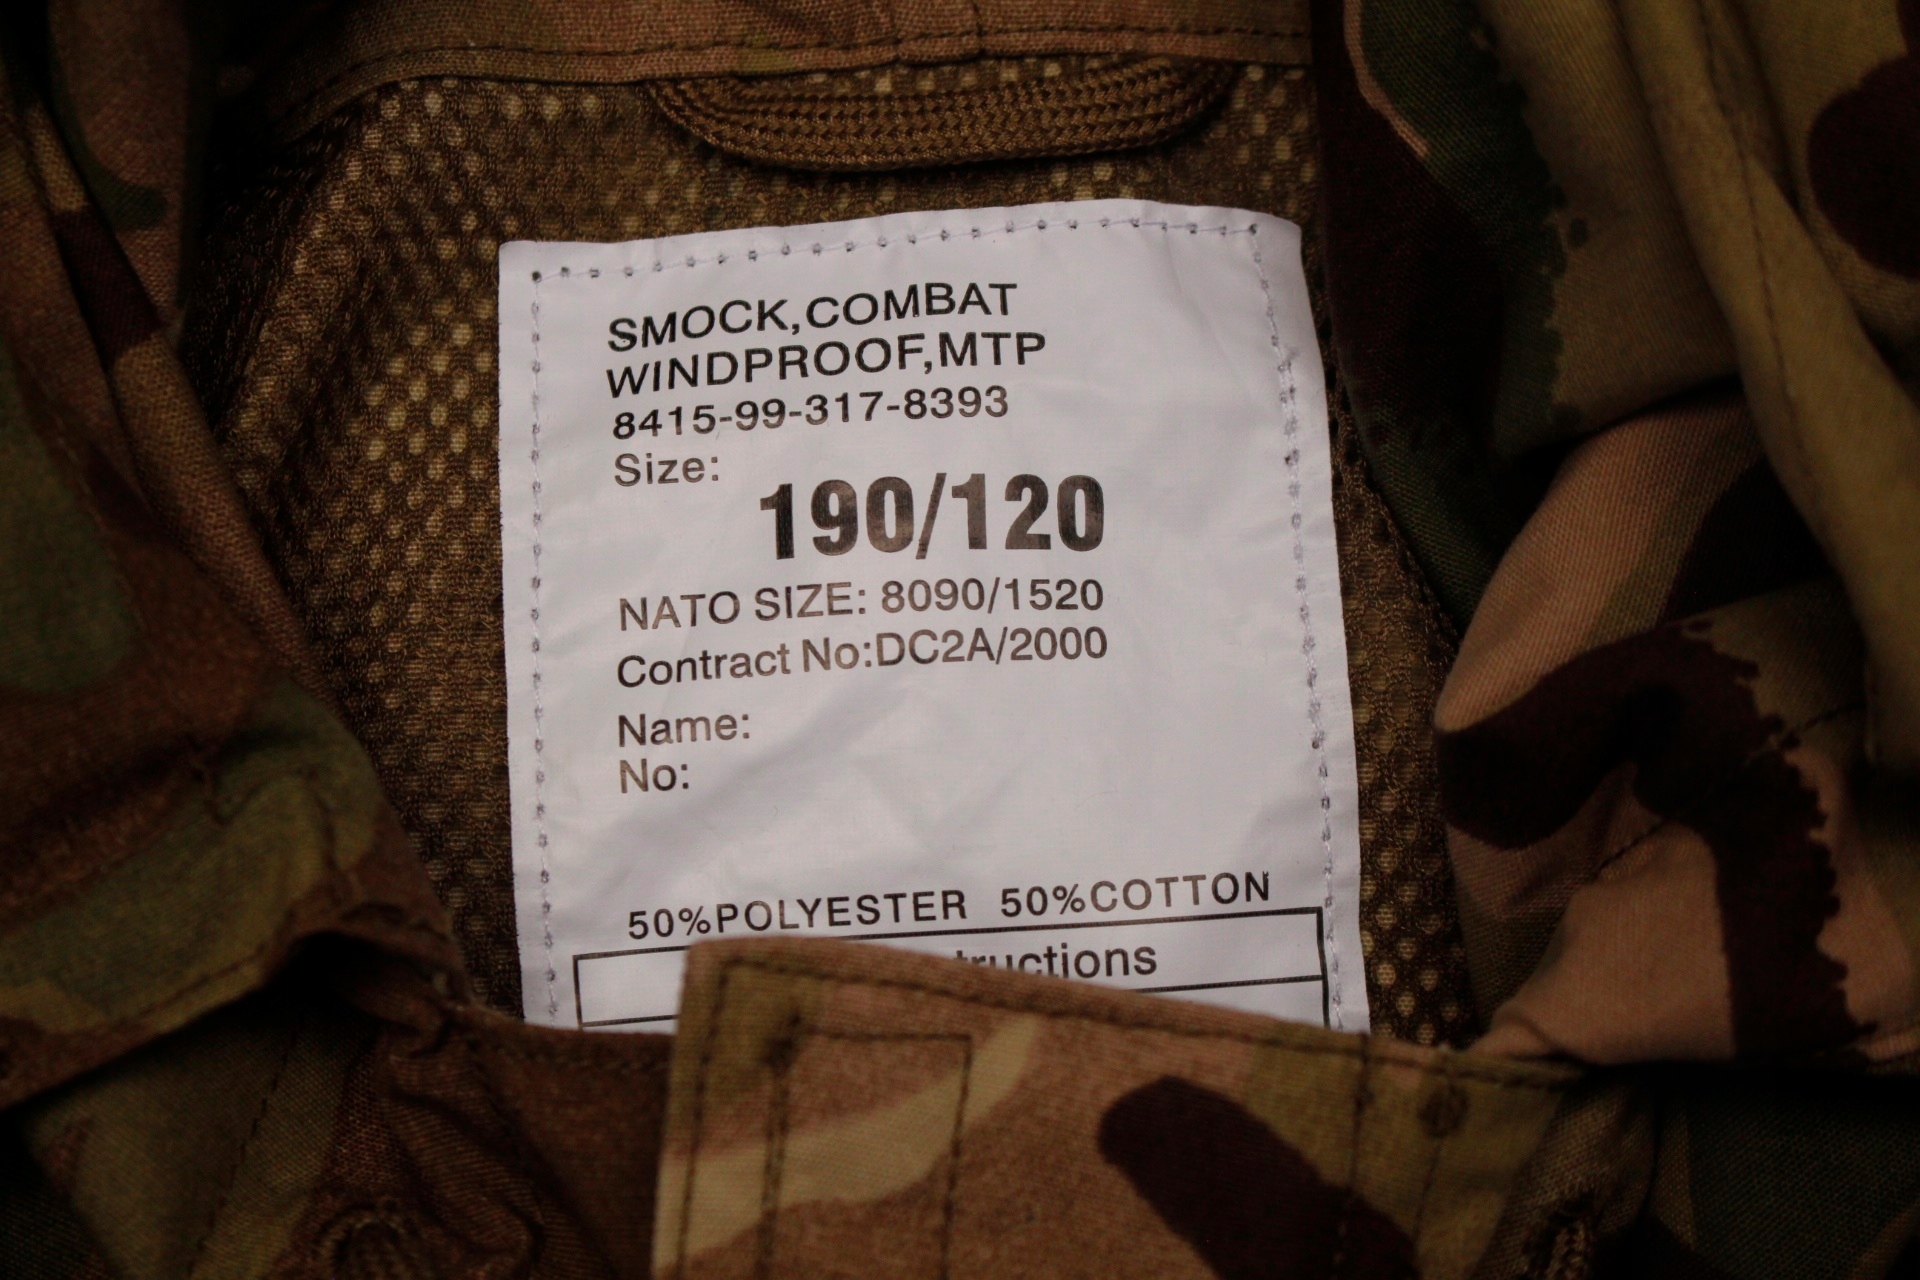 SMOCK,COMBAT
WINDPROOF,MTP
8415-99-317-8393
Size:
190/120
NATO SIZE: 8090/1520
Contract No:DC2A/2000
Name:
No:
50%POLYESTER 50%COTTON